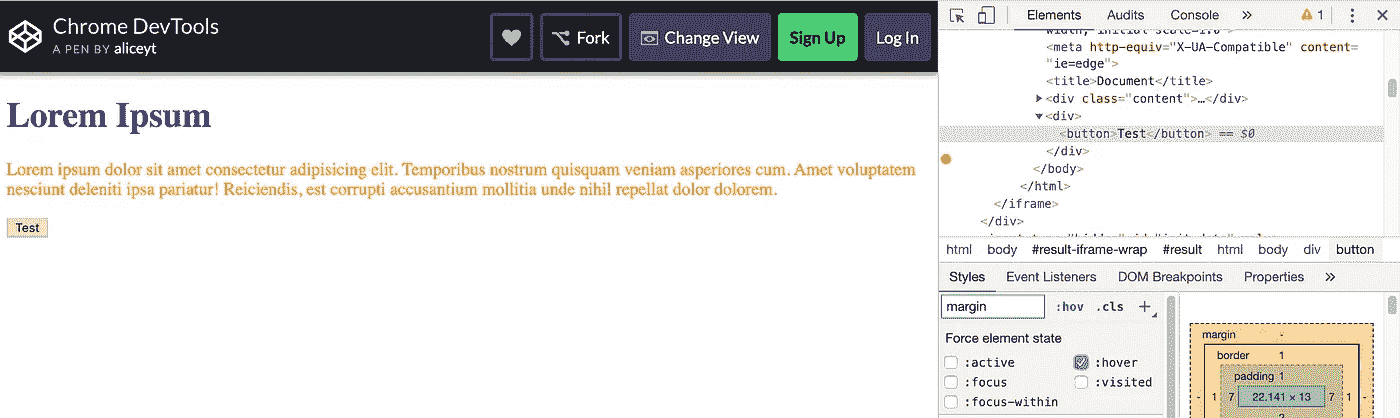 Chrome DevTools
A PEN BY aliceyt
Fork
Change View
Sign Up
Log In
Lorem Ipsum
Lorem ipsum dolor sit amet consectetur adipisicing elit. Temporibus nostrum quisquam veniam asperiores cum. Amet voluptatem
nesciunt deleniti ipsa pariatur! Reiciendis, est corrupti accusantium mollitia unde nihil repellat dolor dolorem.
Test
Elements Audits Console » 1
width, initial-scale=1.0">
<meta http-equiv="X-UA-Compatible" content=
"ie=edge">
<title>Document</title>
<div class="content">…</div>
<div>
<button>Test</button> == $0
</div>
</body>
</html>
</iframe>
</div>
html body #result-iframe-wrap #result html body div button
Styles Event Listeners DOM Breakpoints Properties »
margin :hov .cls +
Force element state
:active :hover
:focus :visited
:focus-within
margin -
border 1
padding 1
- 1 7 22.141 × 13 7 1 -